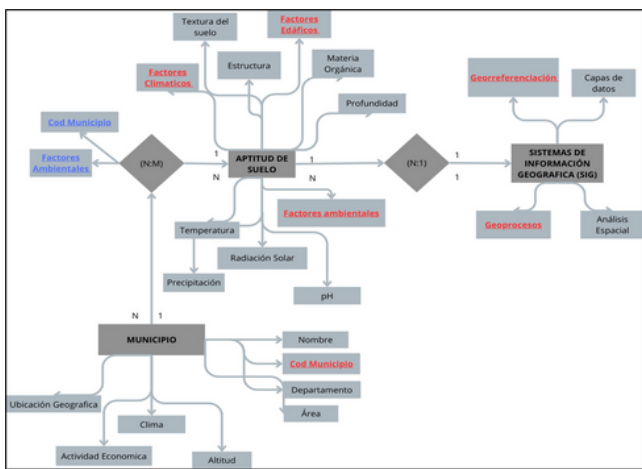 Textura del
suelo
Factores
Edáficos
Estructura
Materia
Orgánica
Factores
Climaticos
Profundidad
Georreferenciación
Capas de
datos
Cod Municipio
Factores
Ambientales
(N:M)
1
N
APTITUD DE
SUELO
1
N
(N:1)
1
1
SISTEMAS DE
INFORMACIÓN
GEOGRAFICA (SIG)
Factores ambientales
Temperatura
Geoprocesos
Análisis
Espacial
Radiación Solar
Precipitación
pH
N 1
MUNICIPIO
Nombre
Cod Municipio
Departamento
Área
Ubicación Geografica
Clima
Actividad Economica
Altitud